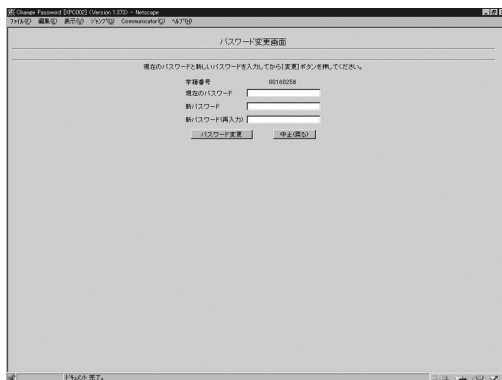 Change Password [XPC002] <Version 1.373> - Netscape
ファイル(F) 編集(E) 表示(V) ジャンプ(G) Communicator(C) ヘルプ(H)
パスワード変更画面
現在のパスワードと新しいパスワードを入力してから[変更]ボタンを押してください。
学籍番号 00160256
現在のパスワード
新パスワード
新パスワード(再入力)
パスワード変更 中止(戻る)
ドキュメント: 完了。